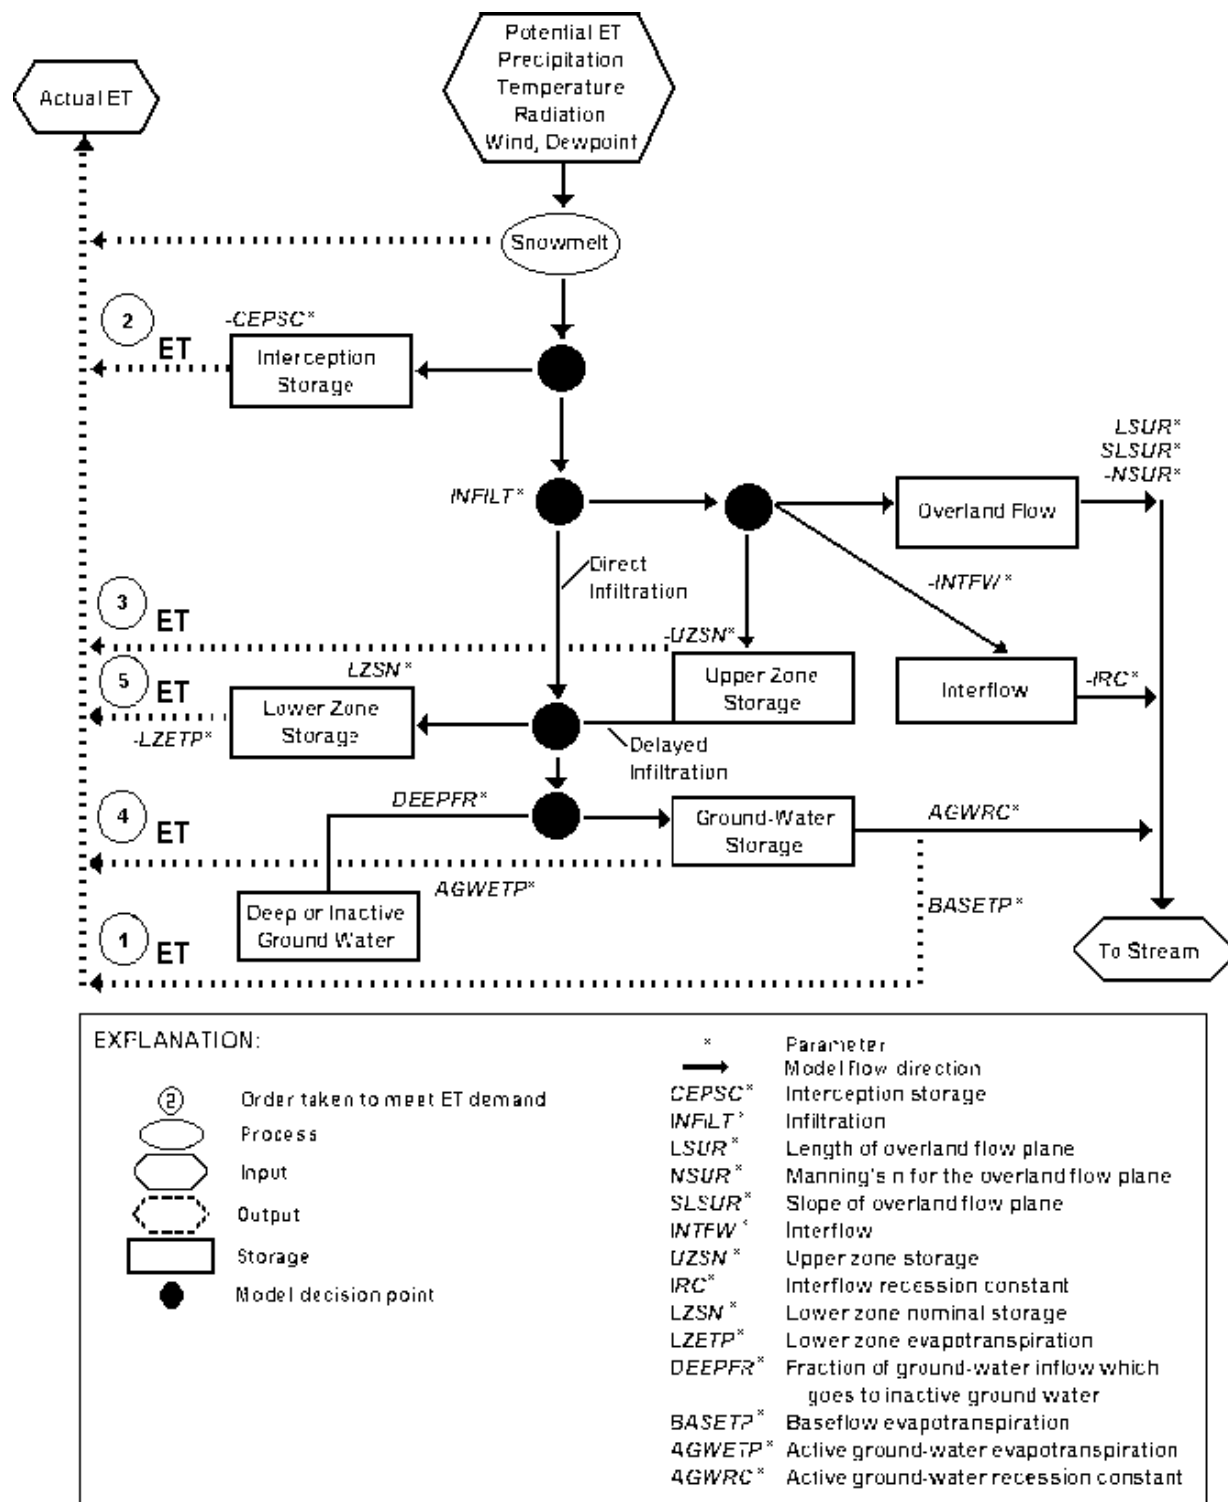 Potential ET
Precipitation
Temperature
Radiation
Wind, Dewpoint
Actual ET
Snowmelt
2
ET
-CEPSC*
Interception
Storage
LSUR*
SLSUR*
-NSUR*
INFILT*
Overland Flow
Direct
Infiltration
-INTFW*
3
ET
-UZSN*
5
ET
LZSN*
Upper Zone
Storage
Interflow
-IRC*
Lower Zone
Storage
-LZETP*
Delayed
Infiltration
4
ET
DEEPFR*
Ground-Water
Storage
AGWRC*
AGWETP*
BASETP*
Deep or Inactive
Ground Water
1
ET
To Stream
EXPLANATION:
2 Order taken to meet ET demand
Process
Input
Output
Storage
Model decision point
* Parameter
Model flow direction
CEPSC* Interception storage
INFILT* Infiltration
LSUR* Length of overland flow plane
NSUR* Manning's n for the overland flow plane
SLSUR* Slope of overland flow plane
INTFW* Interflow
UZSN* Upper zone storage
IRC* Interflow recession constant
LZSN* Lower zone nominal storage
LZETP* Lower zone evapotranspiration
DEEPFR* Fraction of ground-water inflow which
goes to inactive ground water
BASETP* Baseflow evapotranspiration
AGWETP* Active ground-water evapotranspiration
AGWRC* Active ground-water recession constant